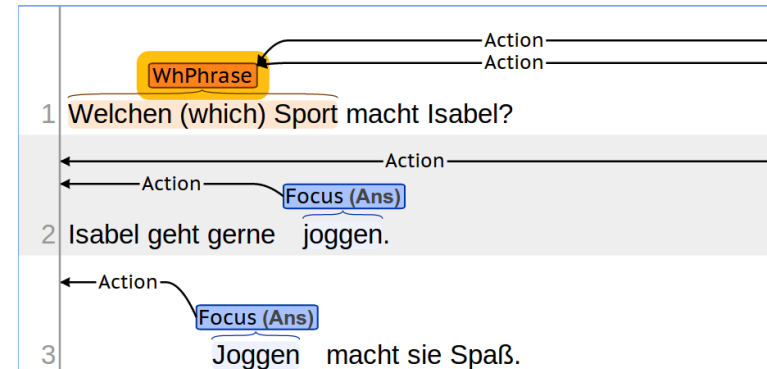 Action
Action
WhPhrase
1 Welchen (which) Sport macht Isabel?
Action
Action
Focus (Ans)
2 Isabel geht gerne joggen.
Action
Focus (Ans)
3 Joggen macht sie Spaß.